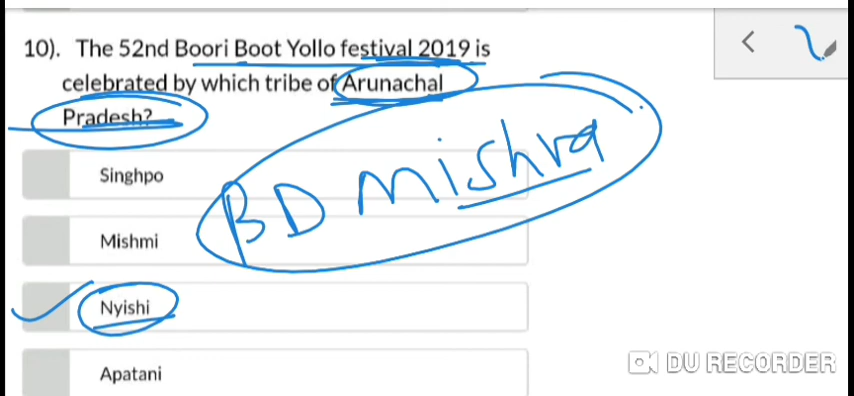 10). The 52nd Boori Boot Yollo festival 2019 is
celebrated by which tribe of Arunachal
Pradesh?
Singhpo
BD Mishra
Mishmi
Nyishi
Apatani
DU RECORDER